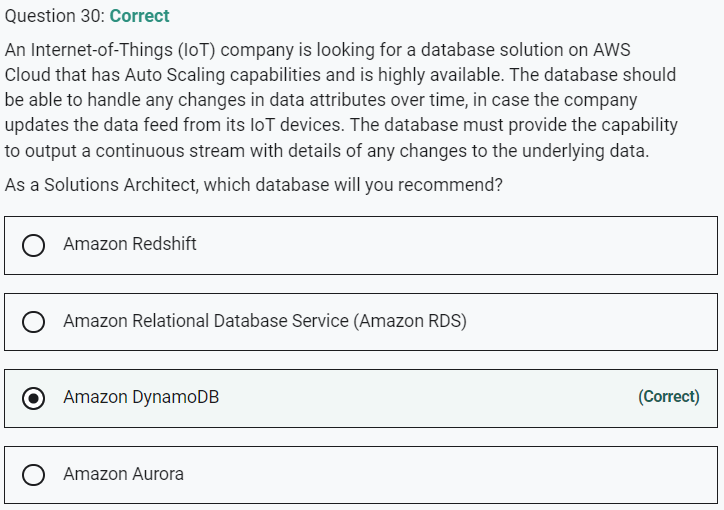 Question 30: Correct
An Internet-of-Things (IoT) company is looking for a database solution on AWS
Cloud that has Auto Scaling capabilities and is highly available. The database should
be able to handle any changes in data attributes over time, in case the company
updates the data feed from its IoT devices. The database must provide the capability
to output a continuous stream with details of any changes to the underlying data.
As a Solutions Architect, which database will you recommend?
Amazon Redshift
Amazon Relational Database Service (Amazon RDS)
Amazon DynamoDB (Correct)
Amazon Aurora